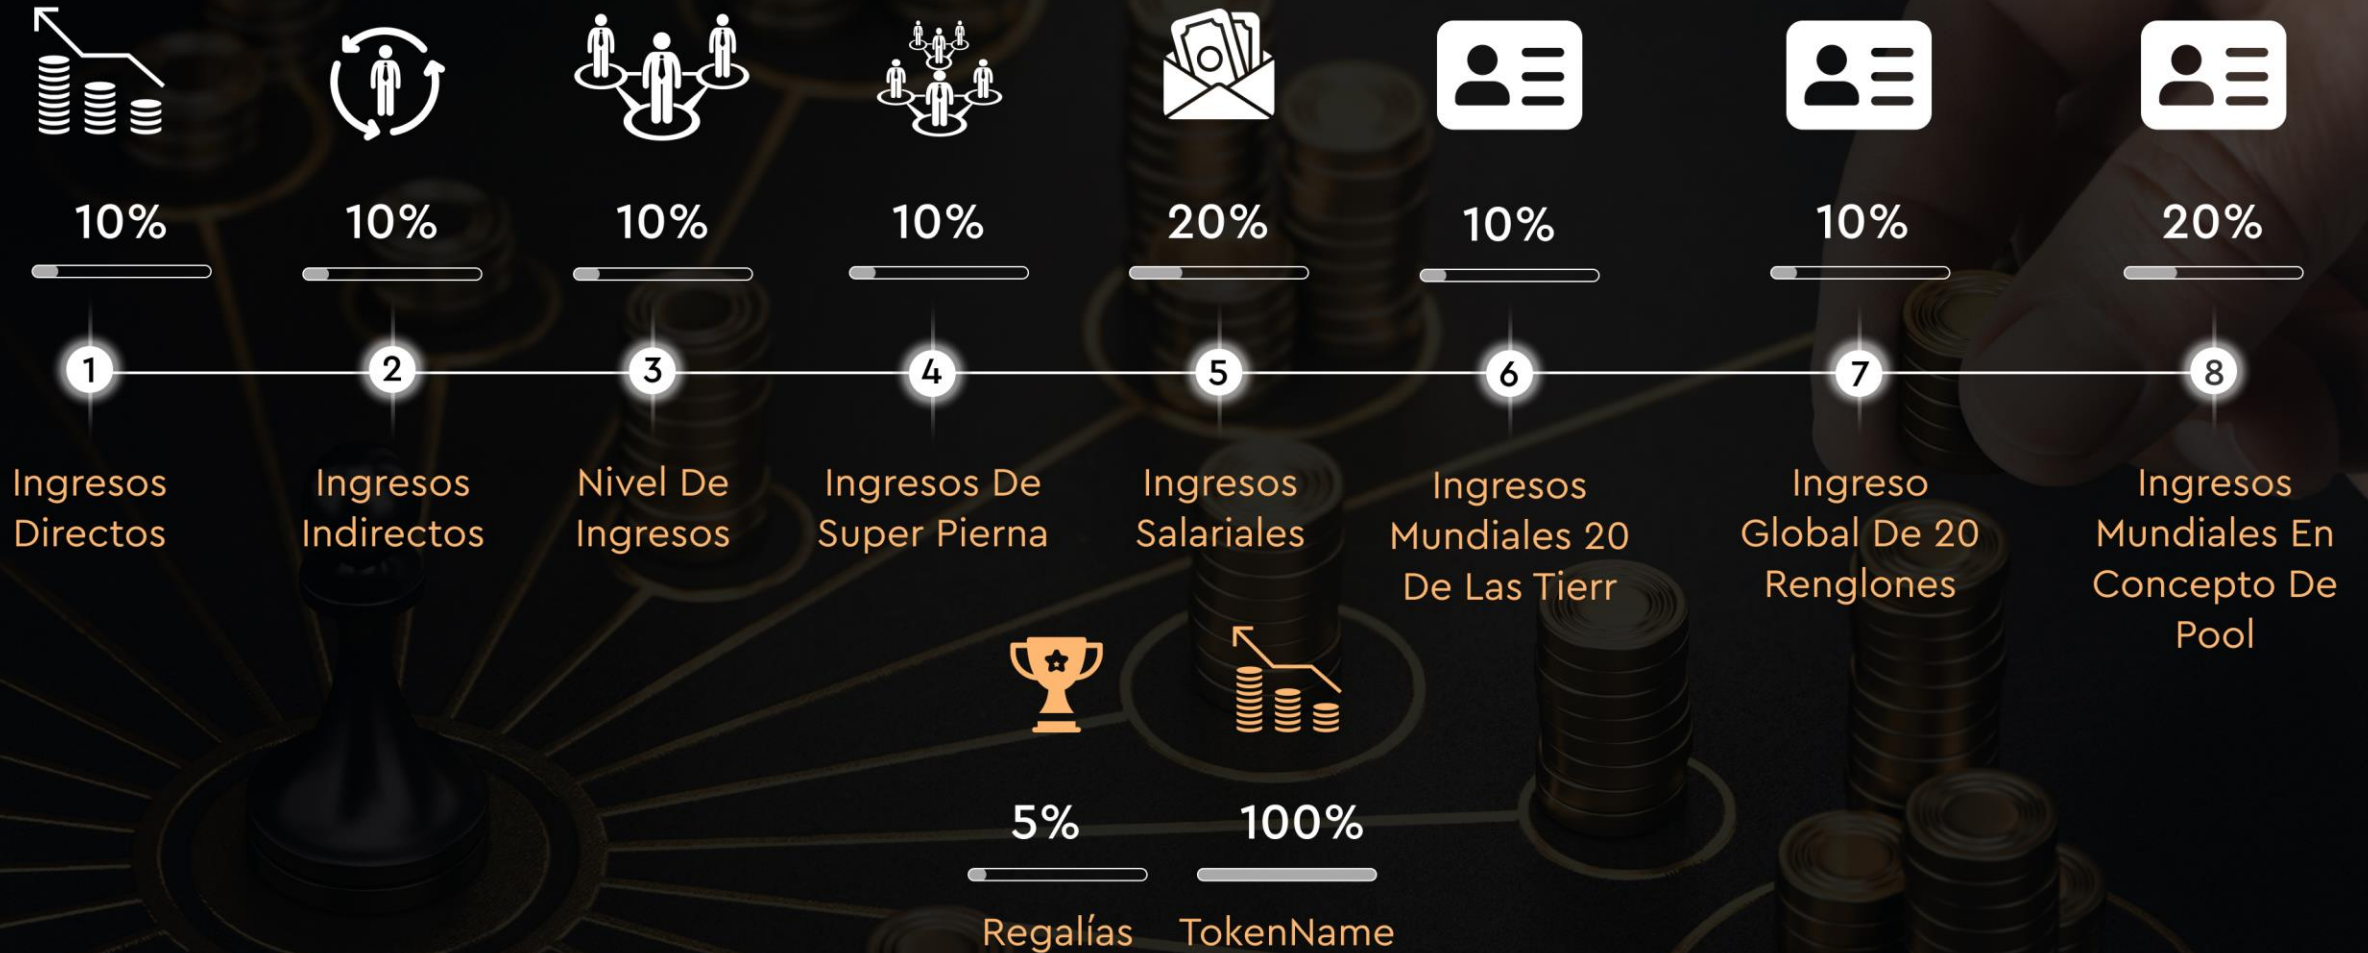 10%
10%
10%
10%
20%
10%
10%
20%
1
2
3
4
5
6
7
8
Ingresos
Directos
Ingresos
Indirectos
Nivel De
Ingresos
Ingresos De
Super Pierna
Ingresos
Salariales
Ingresos
Mundiales 20
De Las Tierr
Ingreso
Global De 20
Renglones
Ingresos
Mundiales En
Concepto De
Pool
5%
100%
Regalías
TokenName